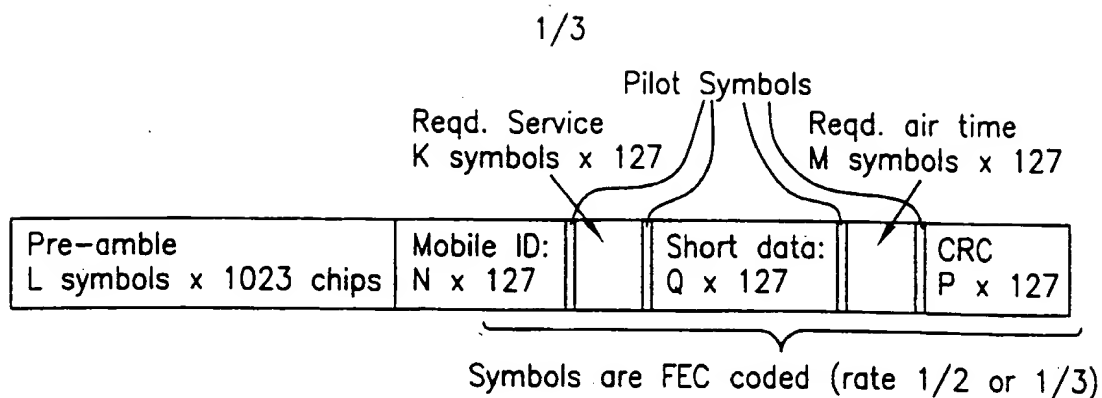 1/3
Pilot Symbols
Reqd. Service
K symbols x 127
Reqd. air time
M symbols x 127
Pre-amble
L symbols x 1023 chips
Mobile ID:
N x 127
Short data:
Q x 127
CRC
P x 127
Symbols are FEC coded (rate 1/2 or 1/3)